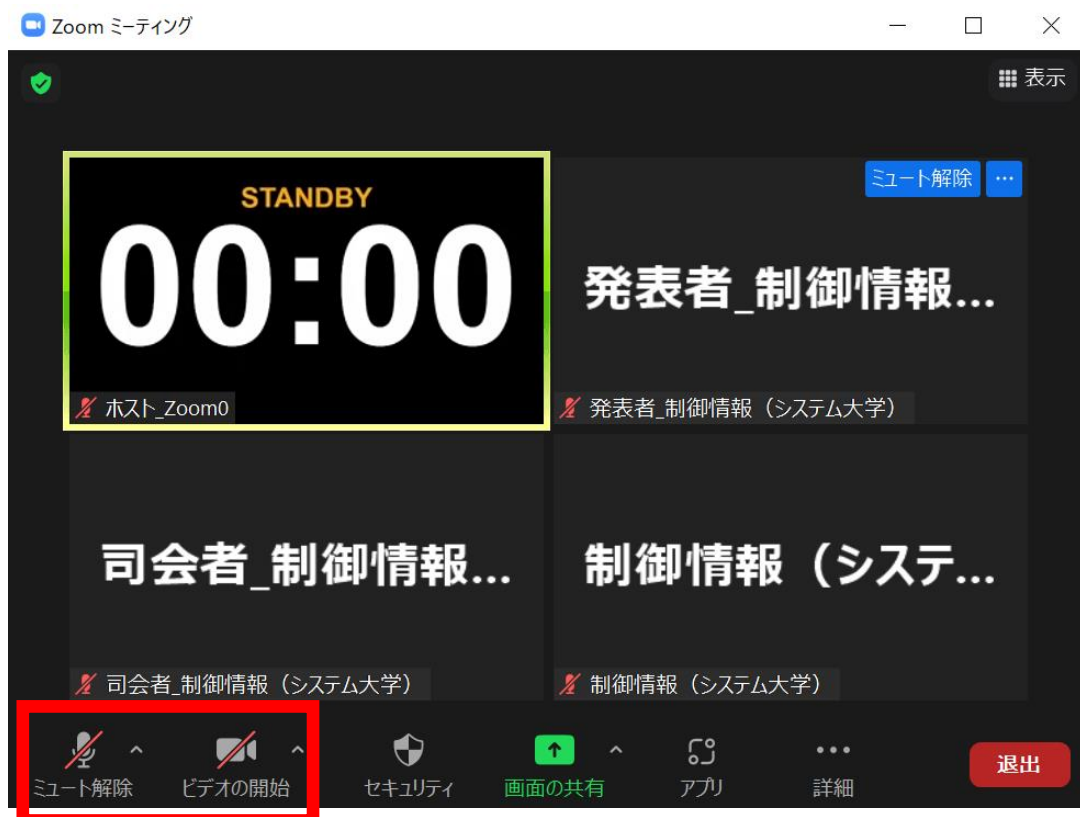 Zoom ミーティング
表示
STANDBY
00:00
ホスト_Zoom0
ミュート解除 ...
発表者_制御情報...
発表者_制御情報（システム大学）
司会者_制御情報...
司会者_制御情報（システム大学）
制御情報（システ...
制御情報（システム大学）
ミュート解除
ビデオの開始
セキュリティ
画面の共有
アプリ
詳細
退出